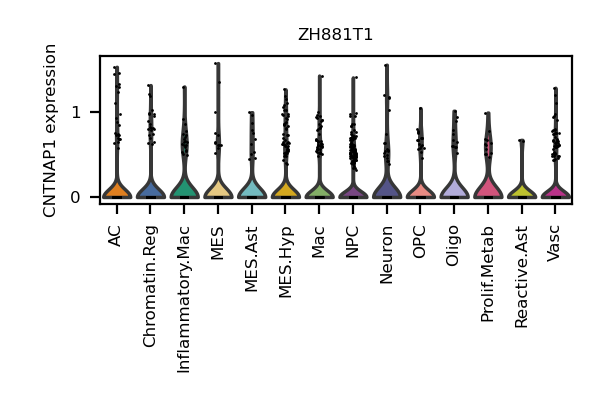 ZH881T1
CNTNAP1 expression
1
0
AC
Chromatin.Reg
Inflammatory.Mac
MES
MES.Ast
MES.Hyp
Mac
NPC
Neuron
OPC
Oligo
Prolif.Metab
Reactive.Ast
Vasc